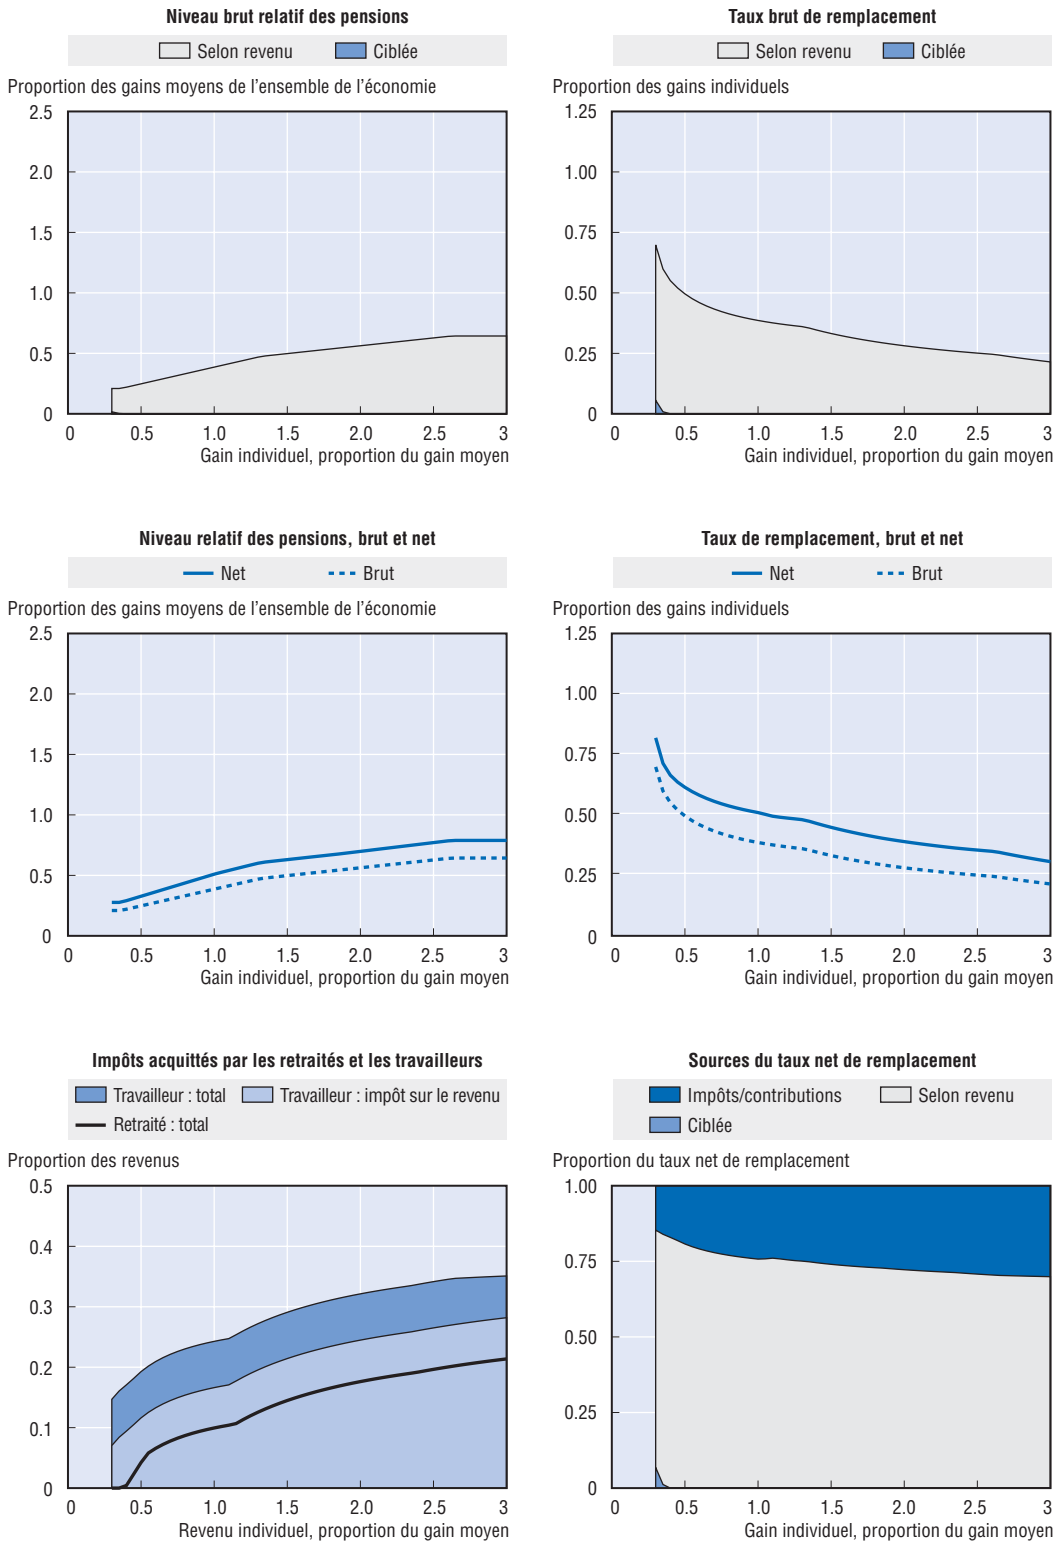 Niveau brut relatif des pensions
Selon revenu Ciblée
Proportion des gains moyens de l'ensemble de l'économie
2.5
2.0
1.5
1.0
0.5
0
0 0.5 1.0 1.5 2.0 2.5 3
Gain individuel, proportion du gain moyen
Taux brut de remplacement
Selon revenu Ciblée
Proportion des gains individuels
1.25
1.00
0.75
0.50
0.25
0
0 0.5 1.0 1.5 2.0 2.5 3
Gain individuel, proportion du gain moyen
Niveau relatif des pensions, brut et net
Net Brut
Proportion des gains moyens de l'ensemble de l'économie
2.5
2.0
1.5
1.0
0.5
0
0 0.5 1.0 1.5 2.0 2.5 3
Gain individuel, proportion du gain moyen
Taux de remplacement, brut et net
Net Brut
Proportion des gains individuels
1.25
1.00
0.75
0.50
0.25
0
0 0.5 1.0 1.5 2.0 2.5 3
Gain individuel, proportion du gain moyen
Impôts acquittés par les retraités et les travailleurs
Travailleur : total Travailleur : impôt sur le revenu
Retraité : total
Proportion des revenus
0.5
0.4
0.3
0.2
0.1
0
0 0.5 1.0 1.5 2.0 2.5 3
Revenu individuel, proportion du gain moyen
Sources du taux net de remplacement
Impôts/contributions Selon revenu
Ciblée
Proportion du taux net de remplacement
1.00
0.75
0.50
0.25
0
0 0.5 1.0 1.5 2.0 2.5 3
Gain individuel, proportion du gain moyen